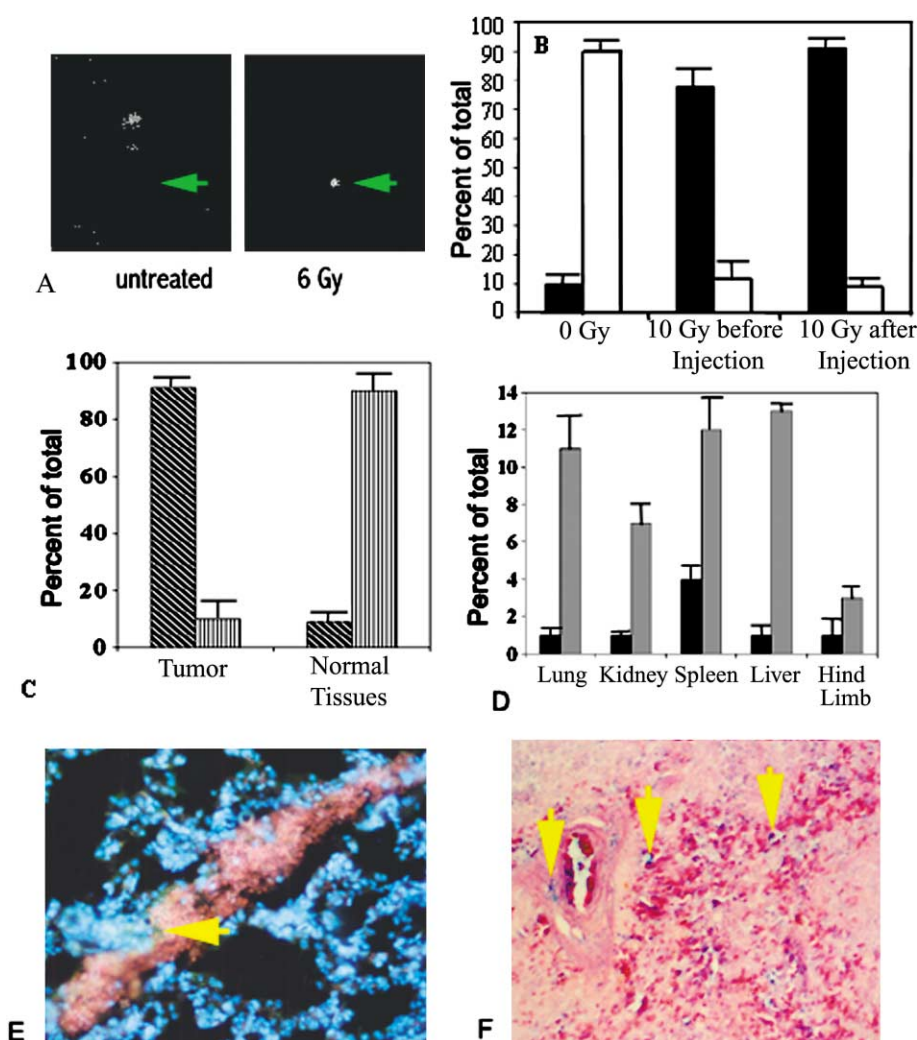 A
untreated
6 Gy
B
Percent of total
100
90
80
70
60
50
40
30
20
10
0
0 Gy
10 Gy before
Injection
10 Gy after
Injection
C
Percent of total
100
80
60
40
20
0
Tumor
Normal
Tissues
D
Percent of total
14
12
10
8
6
4
2
0
Lung
Kidney
Spleen
Liver
Hind
Limb
E
F